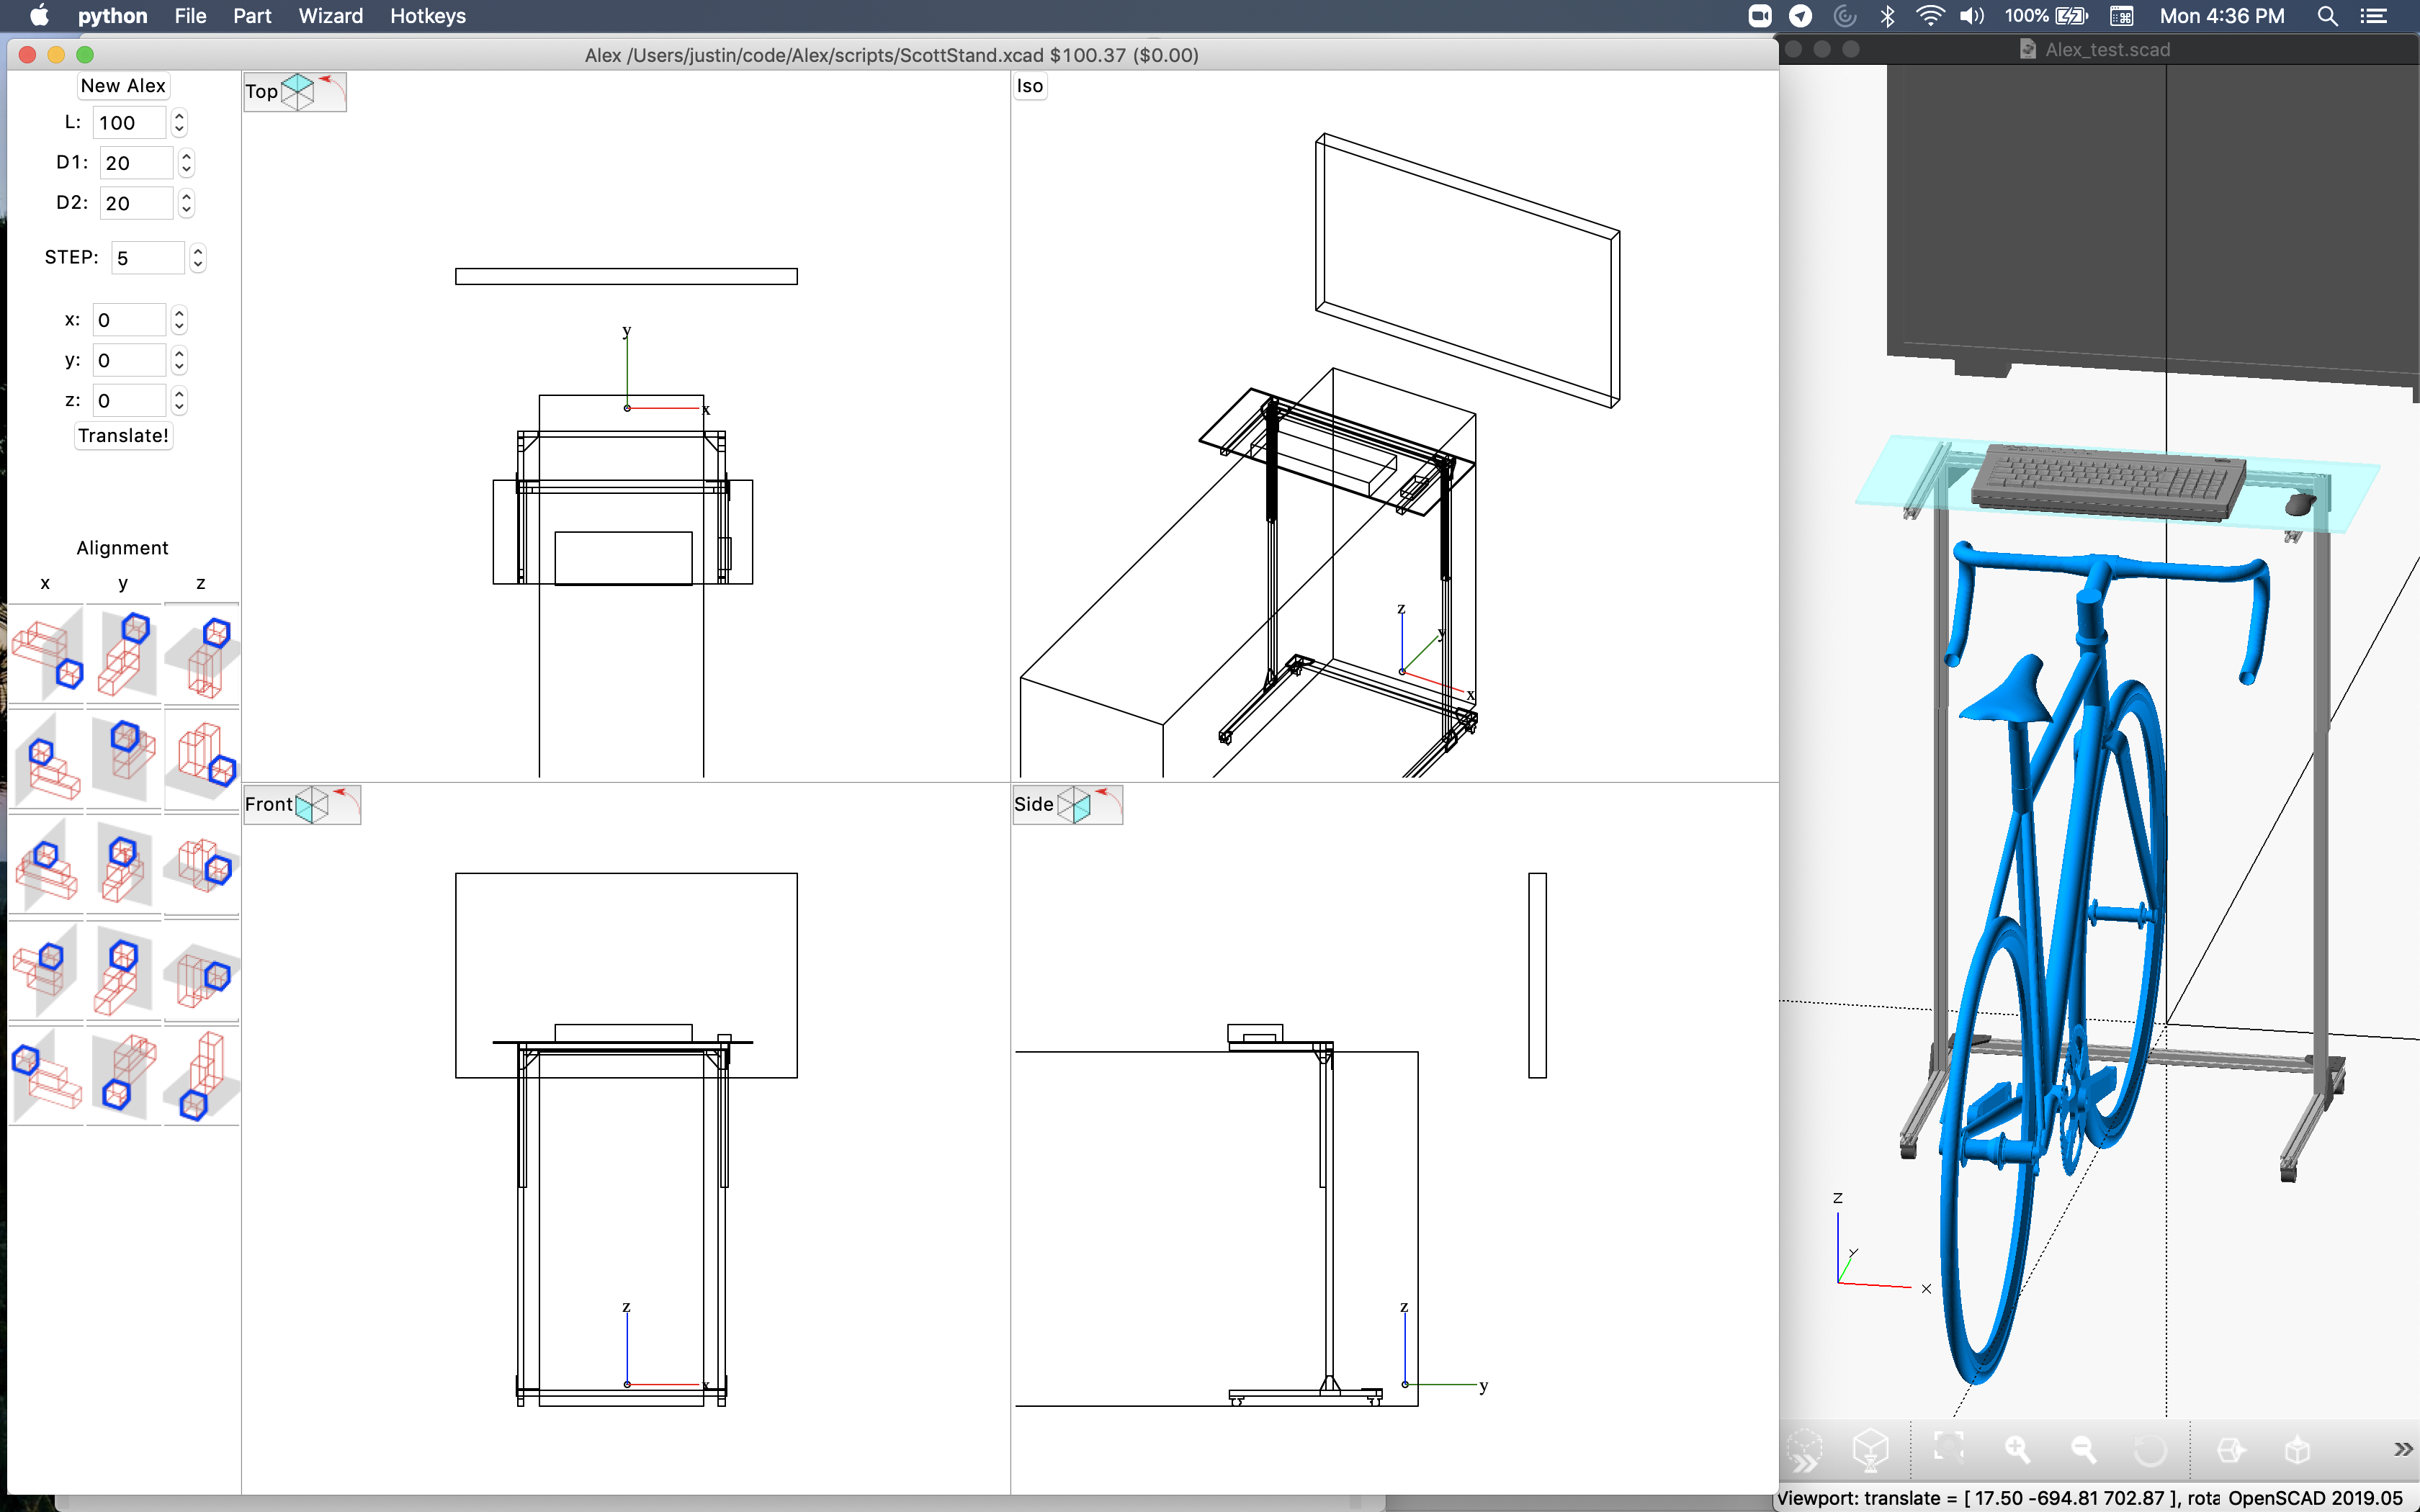 python File Part Wizard Hotkeys 100% Mon 4:36 PM
Alex /Users/justin/code/Alex/scripts/ScottStand.xcad $100.37 ($0.00)
Alex_test.scad
New Alex
L: 100
D1: 20
D2: 20
STEP: 5
x: 0
y: 0
z: 0
Translate!
Alignment
x y z
Top
y
x
Iso
z
y
x
Front
z
x
Side
z
y
Z
Y
X
Viewport: translate = [ 17.50 -694.81 702.87 ], rota OpenSCAD 2019.05